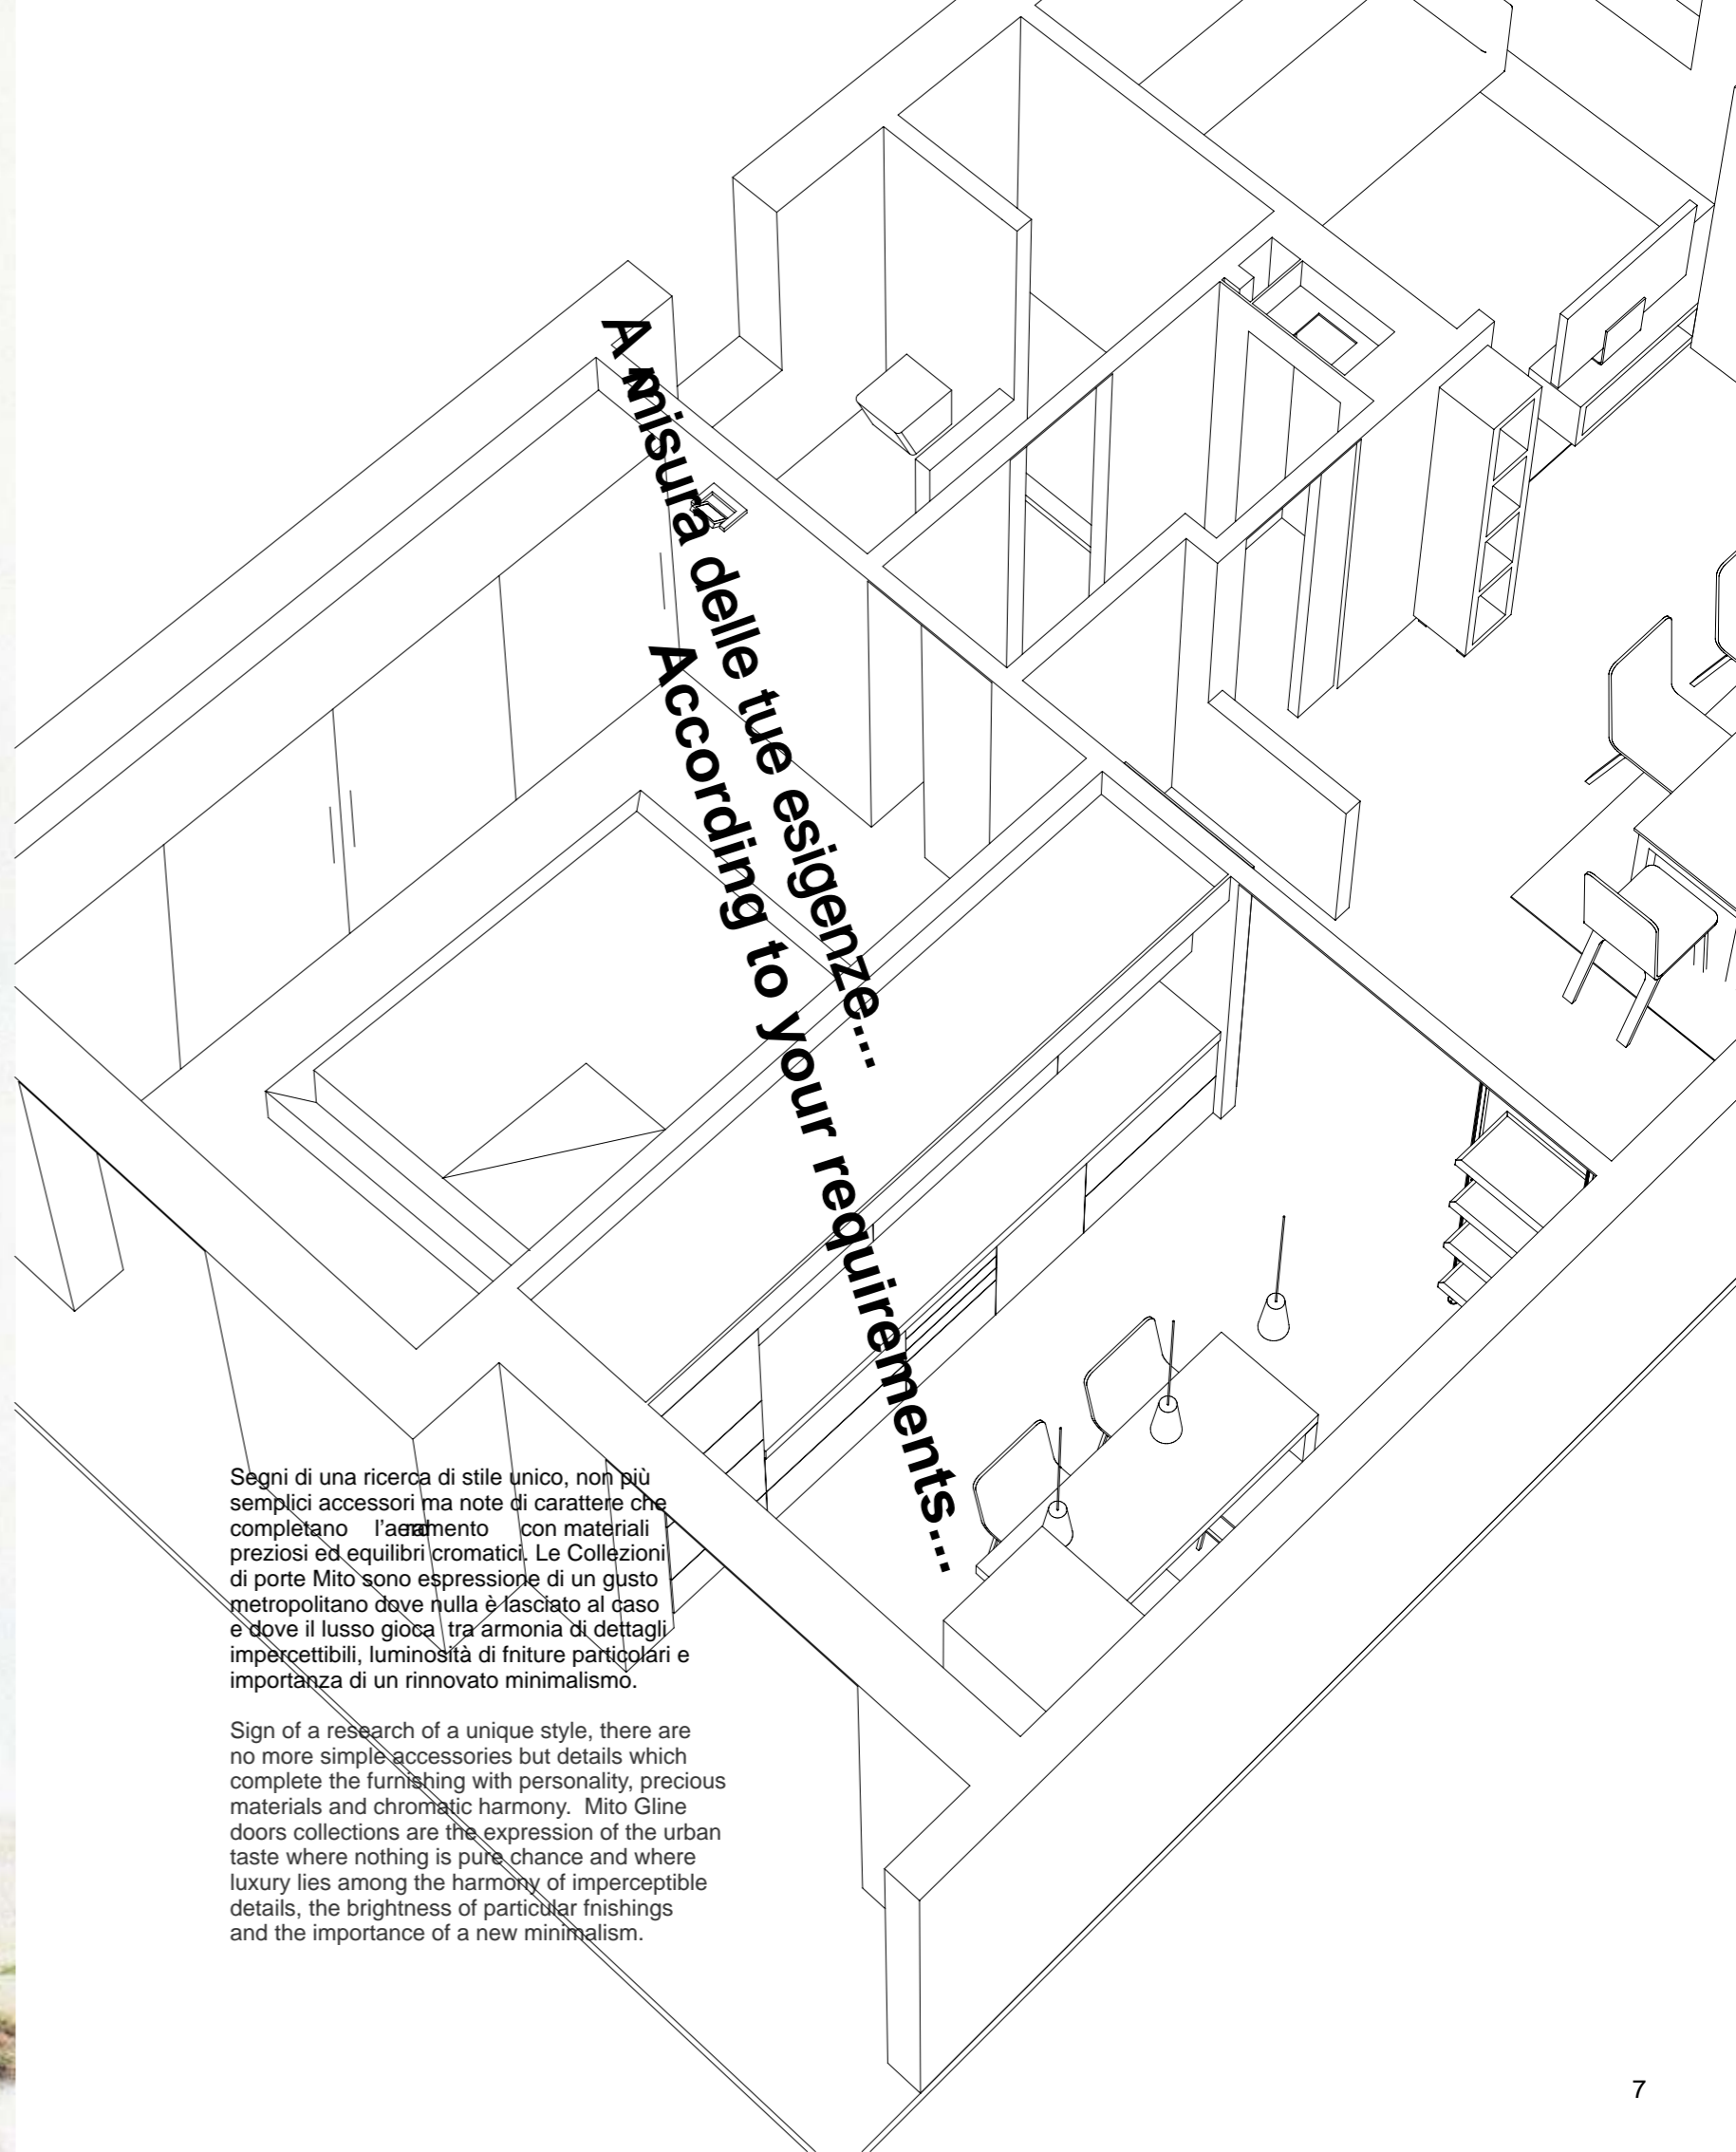 A misura delle tue esigenze...
According to your requirements...
Segni di una ricerca di stile unico, non più
semplici accessori ma note di carattere che
completano con materiali
preziosi ed equilibri cromatici. Le Collezioni
di porte Mito sono espressione di un gusto
metropolitano dove nulla è lasciato al caso
e dove il lusso gioca tra armonia di dettagli
impercettibili, luminosità di fniture particolari e
importanza di un rinnovato minimalismo.
Sign of a research of a unique style, there are
no more simple accessories but details which
complete the furnishing with personality, precious
materials and chromatic harmony. Mito Gline
doors collections are the expression of the urban
taste where nothing is pure chance and where
luxury lies among the harmony of imperceptible
details, the brightness of particular fnishings
and the importance of a new minimalism.
7